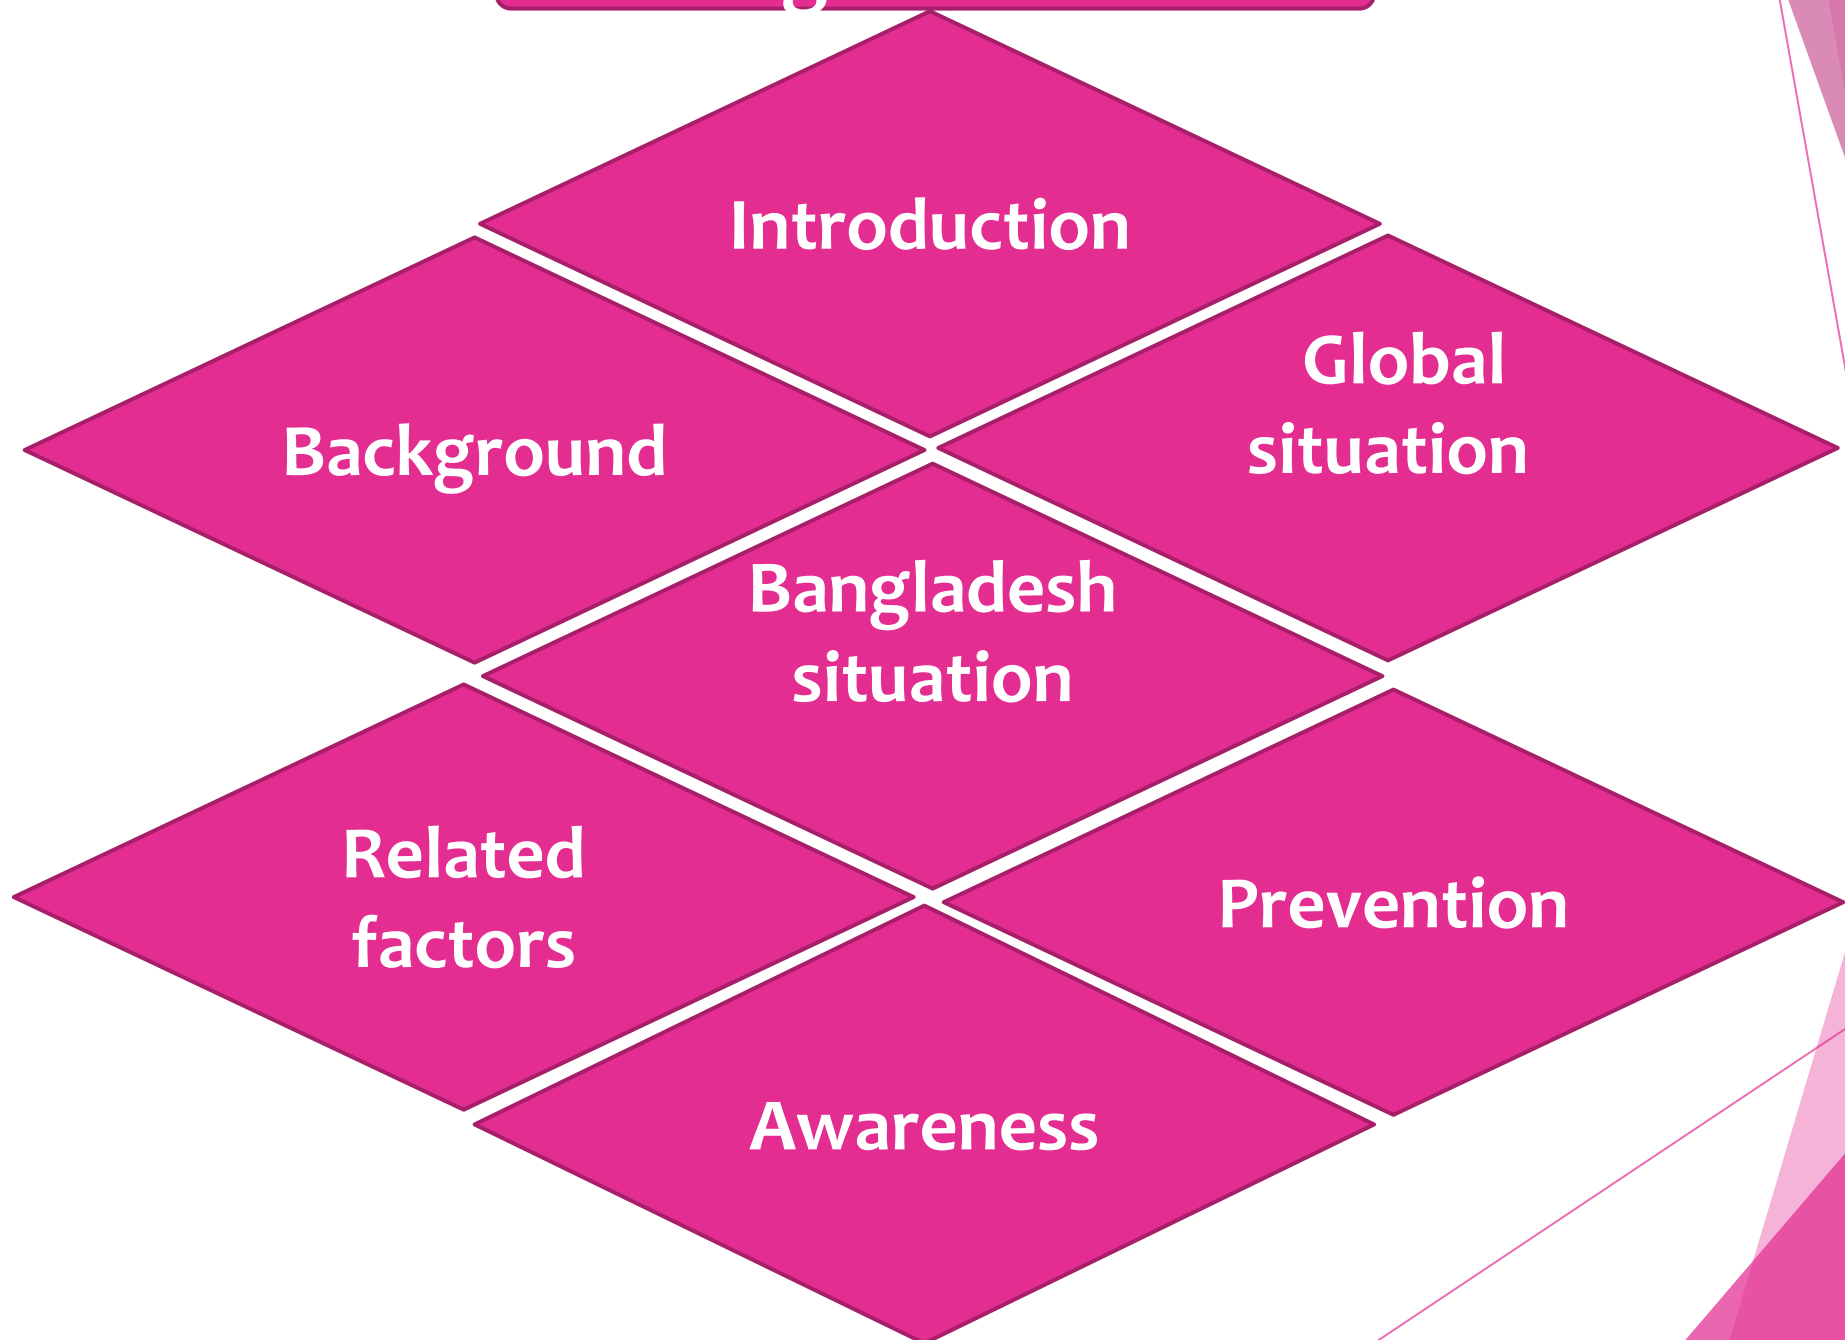 Introduction
Background
Global
situation
Bangladesh
situation
Related
factors
Prevention
Awareness